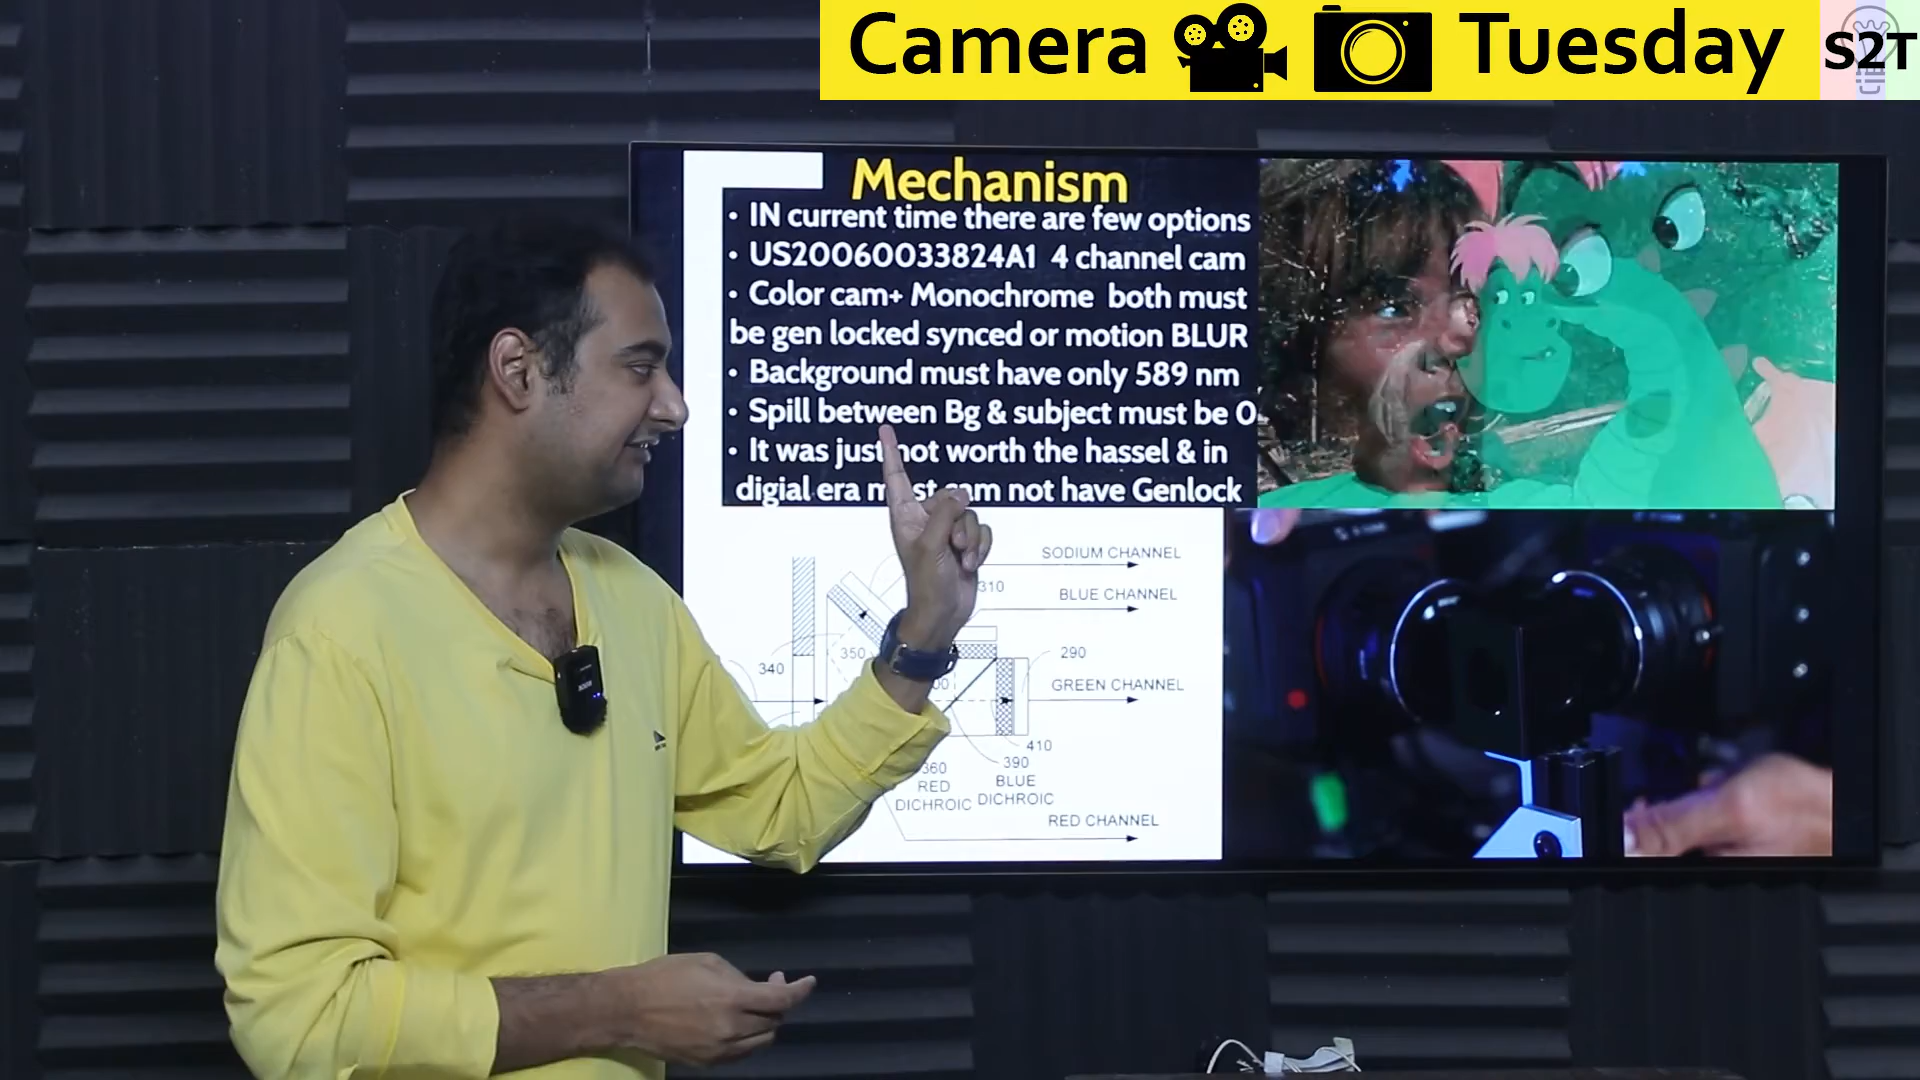 Camera Tuesday S2T
Mechanism
• IN current time there are few options
• US20060033824A1 4 channel cam
• Color cam+ Monochrome both must
be gen locked synced or motion BLUR
• Background must have only 589 nm
• Spill between Bg & subject must be 0
• It was just not worth the hassel & in
digial era most cam not have Genlock
SODIUM CHANNEL
310
BLUE CHANNEL
340
350
290
GREEN CHANNEL
410
360
RED
DICHROIC
390
BLUE
DICHROIC
RED CHANNEL